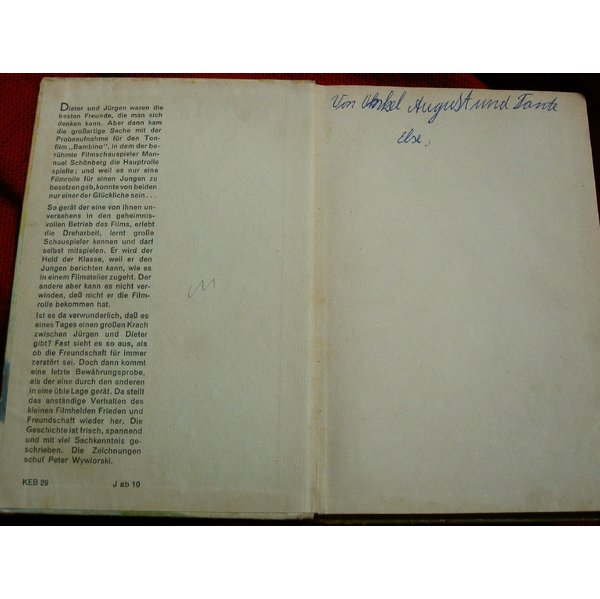 Dieter und Jürgen waren die
besten Freunde, die man sich
denken kann. Aber dann kam
die großartige Sache mit der
Probeaufnahme für den Ton-
film „Bambino", in dem der be-
rühmte Filmschauspieler Man-
nuel Schönberg die Hauptrolle
spielte; und weil es nur eine
Filmrolle für einen Jungen zu
besetzen gab, konnte von beiden
nur einer der Glückliche sein ...
So gerät der eine von ihnen un-
versehens in den geheimnis-
vollen Betrieb des Films, erlebt
die Dreharbeit, lernt große
Schauspieler kennen und darf
selbst mitspielen. Er wird der
Held der Klasse, weil er den
Jungen berichten kann, wie es
in einem Filmatelier zugeht. Der
andere aber kann es nicht ver-
winden, daß nicht er die Film-
rolle bekommen hat.
Ist es da verwunderlich, daß es
eines Tages einen großen Krach
zwischen Jürgen und Dieter
gibt? Fast sieht es so aus, als
ob die Freundschaft für immer
zerstört sei. Doch dann kommt
eine letzte Bewährungsprobe,
als der eine durch den anderen
in eine üble Lage gerät. Da stellt
das anständige Verhalten des
kleinen Filmhelden Frieden und
Freundschaft wieder her. Die
Geschichte ist frisch, spannend
und mit viel Sachkenntnis ge-
schrieben. Die Zeichnungen
schuf Peter Wywiorski.
KEB 29 J ab 10
Von Onkel August und Tante
Else,